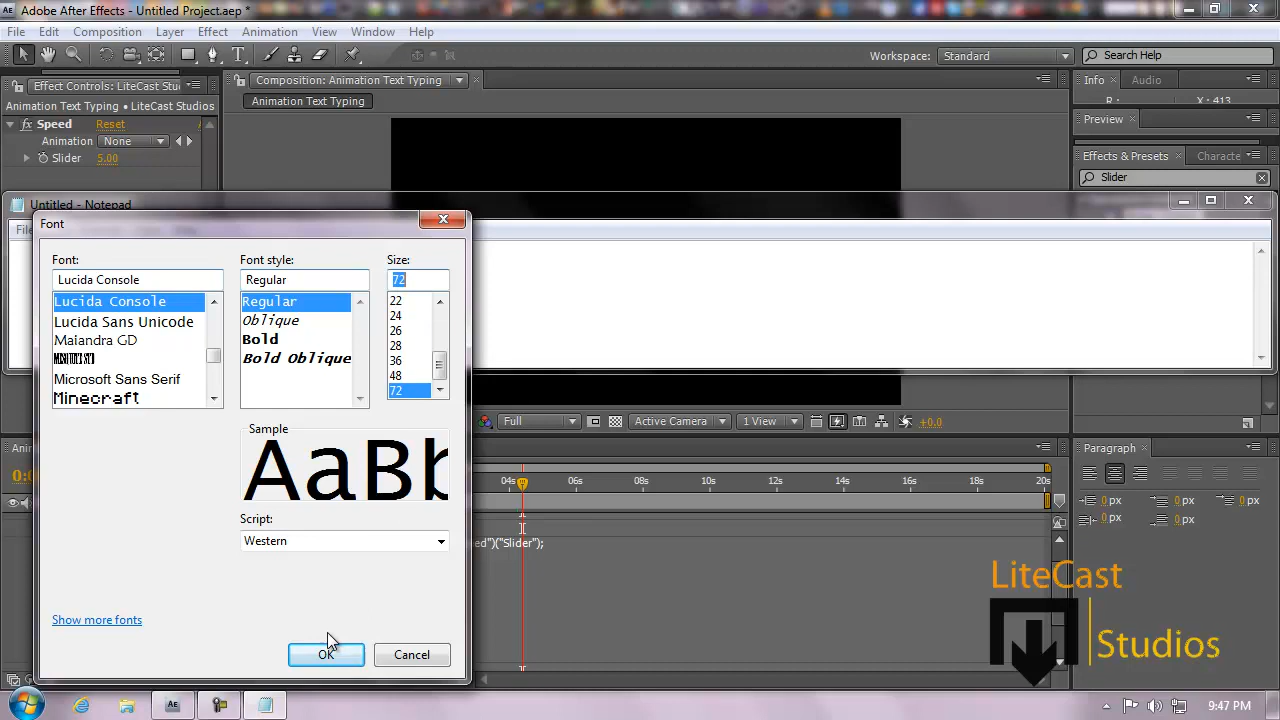 Adobe After Effects - Untitled Project.aep *
File Edit Composition Layer Effect Animation View Window Help
Workspace: Standard Search Help
Effect Controls: LiteCast Stu
Composition: Animation Text Typing
Info Audio
Animation Text Typing • LiteCast Studios
Animation Text Typing
R: X: 413
fx Speed Reset
Preview
Animation None
Slider 5.00
Effects & Presets Characte
Slider
Untitled - Notepad
Font
Font: Font style: Size:
Lucida Console Regular 72
Lucida Console Regular 22
Lucida Sans Unicode Oblique 24
Maiandra GD Bold 26
Microsoft Sans Serif Bold Oblique 28
Minecraft 36
48
72
Full Active Camera 1 View +0.0
Sample
AaBb
Paragraph
04s 06s 08s 10s 12s 14s 16s 18s 20s
0 px 0 px 0 px
0 px 0 px
Script:
Western
ed")("Slider");
LiteCast
Studios
Show more fonts
OK Cancel
9:47 PM